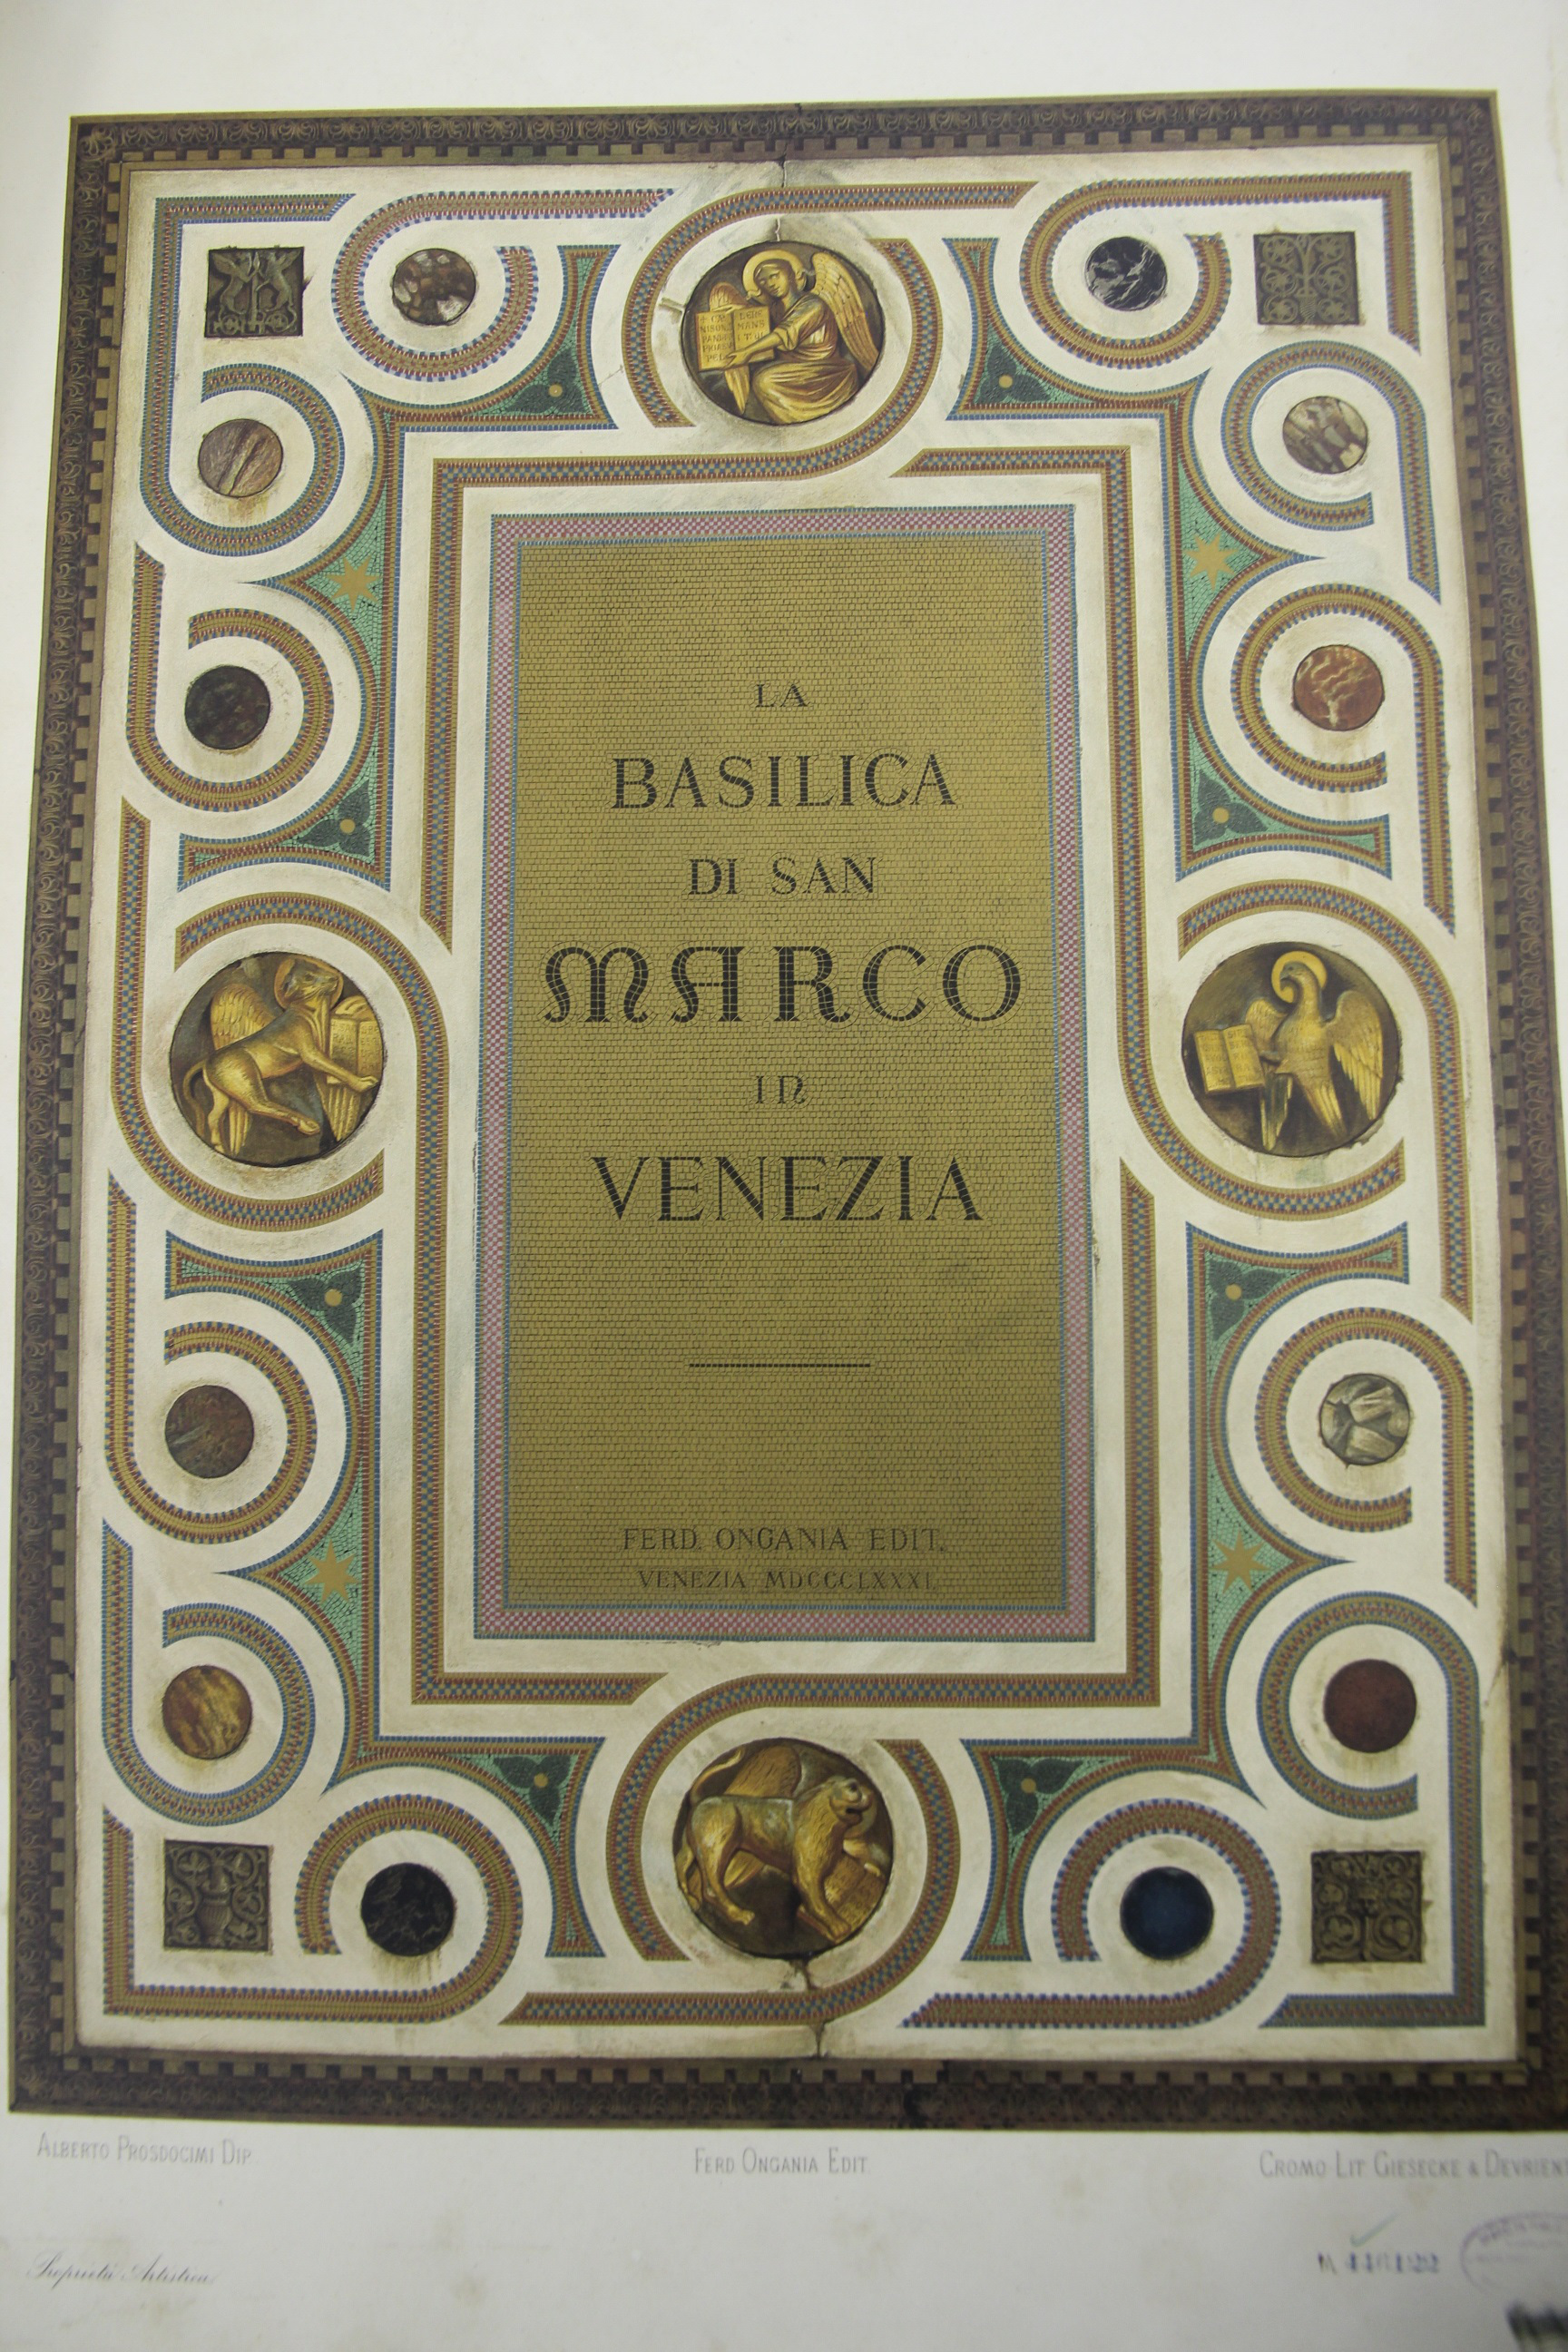 LA
BASILICA
DI SAN
MARCO
IN
VENEZIA
FERD. ONGANIA EDIT.
VENEZIA MDCCCLXXXI.
ALBERTO PROSDOCIMI DIP.
FERD ONGANIA EDIT.
CROMO-LIT GIESECKE & DEVRIENT
Proprietà Artistica